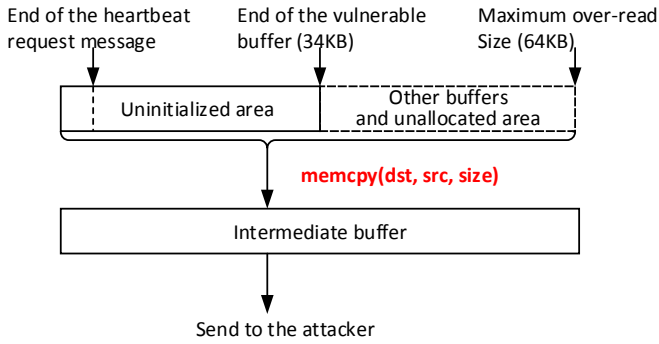 End of the heartbeat
request message
End of the vulnerable
buffer (34KB)
Maximum over-read
Size (64KB)
Uninitialized area
Other buffers
and unallocated area
memcpy(dst, src, size)
Intermediate buffer
Send to the attacker